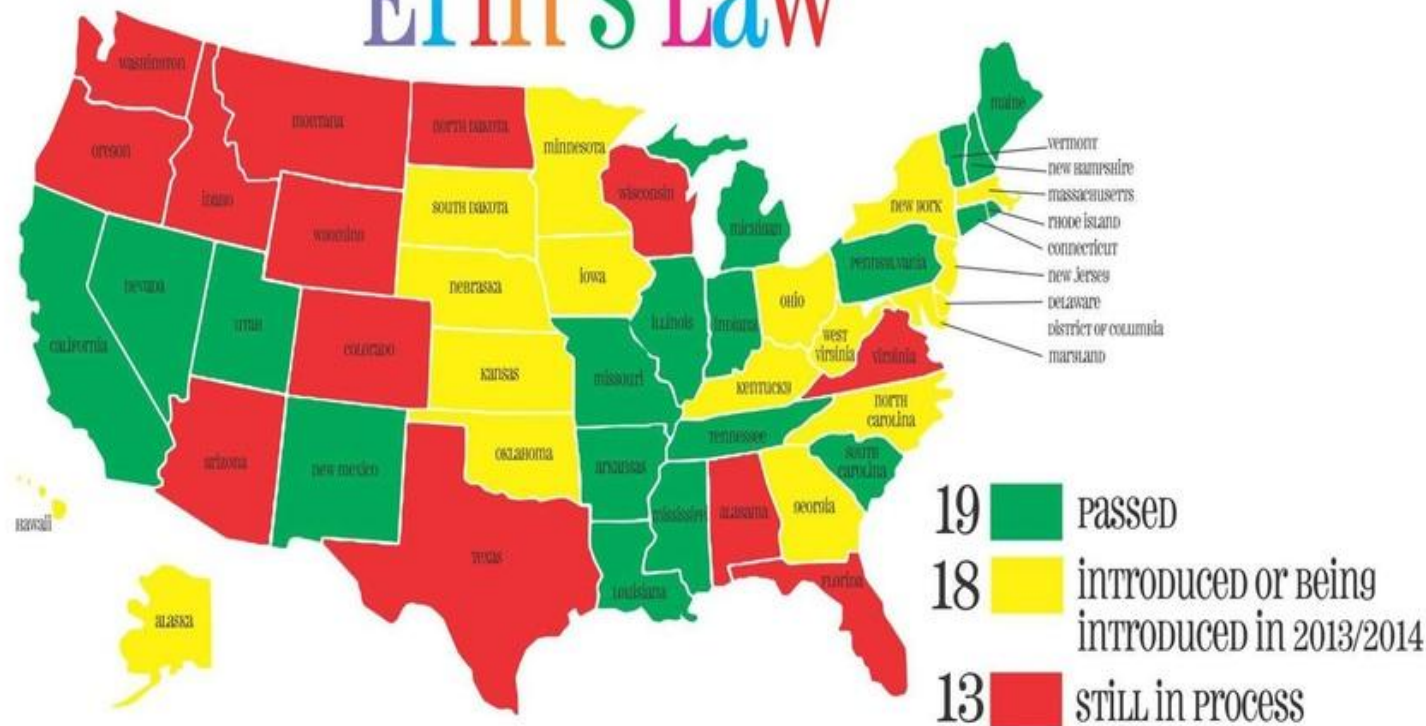 Erin's Law
washington
oregon
idaho
montana
north dakota
south dakota
minnesota
wisconsin
michigan
wyoming
nebraska
iowa
nevada
utah
california
colorado
kansas
missouri
illinois
indiana
ohio
pennsylvania
new york
maine
vermont
new hampshire
massachusetts
rhode island
connecticut
new jersey
delaware
district of columbia
maryland
west
virginia
virginia
kentucky
north
carolina
tennessee
south
carolina
arizona
new mexico
oklahoma
arkansas
mississippi
alabama
georgia
texas
louisiana
florida
hawaii
alaska
19 passed
18 introduced or being
introduced in 2013/2014
13 still in process